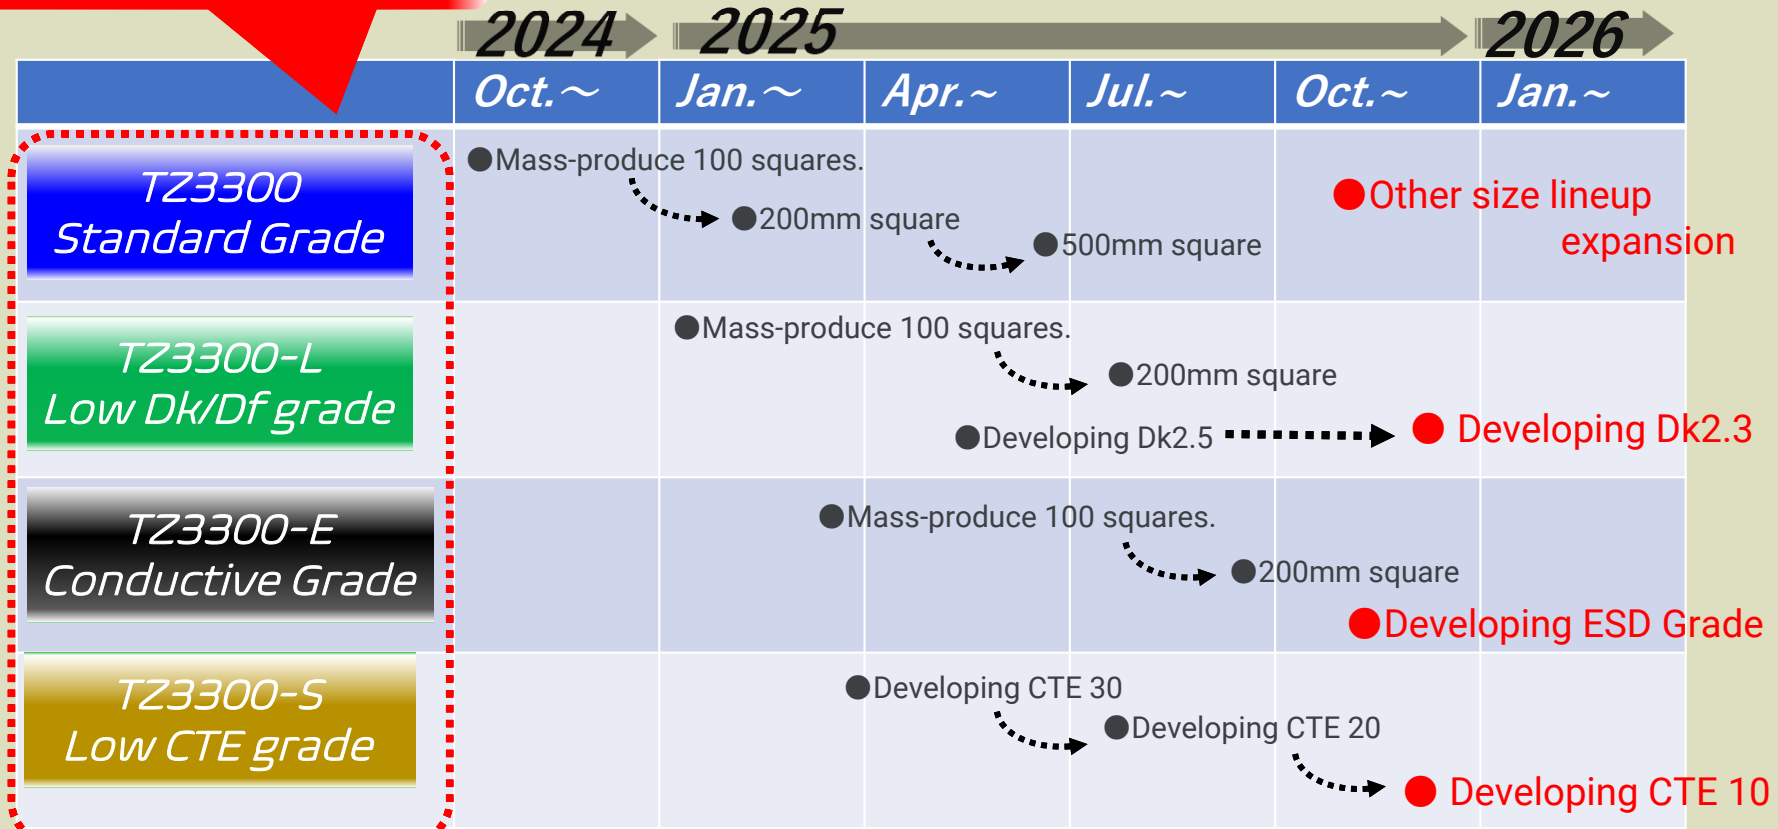 2024 2025 2026
Oct.～ Jan.～ Apr.~ Jul.~ Oct.~ Jan.~
TZ3300
Standard Grade
●Mass-produce 100 squares.
●200mm square
●500mm square
●Other size lineup
expansion
TZ3300-L
Low Dk/Df grade
●Mass-produce 100 squares.
●200mm square
●Developing Dk2.5
● Developing Dk2.3
TZ3300-E
Conductive Grade
●Mass-produce 100 squares.
●200mm square
●Developing ESD Grade
TZ3300-S
Low CTE grade
●Developing CTE 30
●Developing CTE 20
● Developing CTE 10